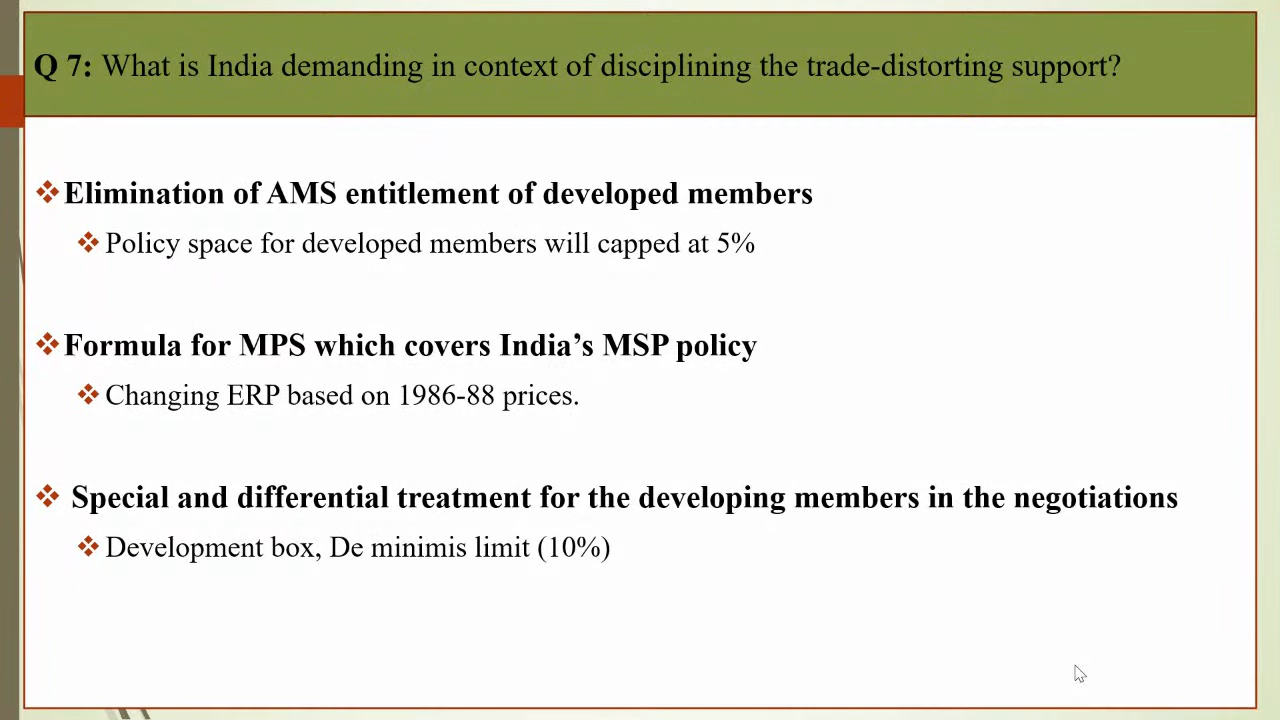 Q 7: What is India demanding in context of disciplining the trade-distorting support?
❖Elimination of AMS entitlement of developed members
❖Policy space for developed members will capped at 5%
❖Formula for MPS which covers India’s MSP policy
❖Changing ERP based on 1986-88 prices.
❖ Special and differential treatment for the developing members in the negotiations
❖Development box, De minimis limit (10%)